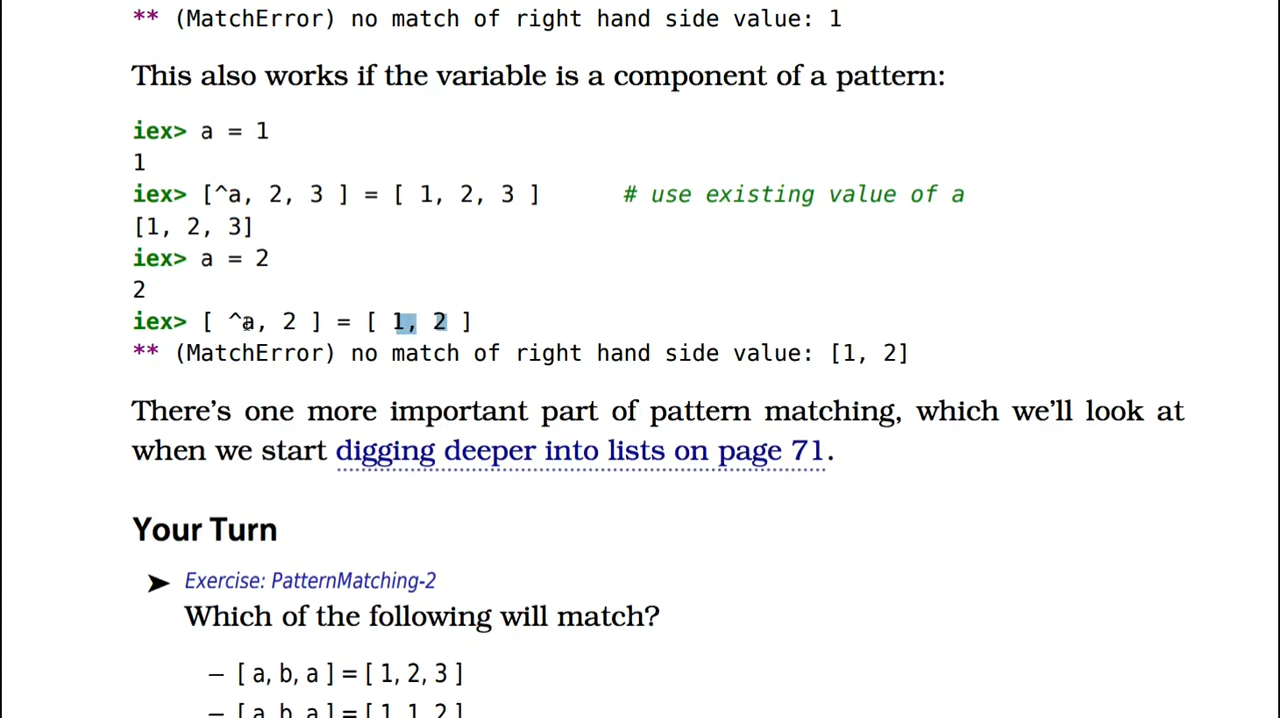 ** (MatchError) no match of right hand side value: 1
This also works if the variable is a component of a pattern:
iex> a = 1
1
iex> [^a, 2, 3 ] = [ 1, 2, 3 ] # use existing value of a
[1, 2, 3]
iex> a = 2
2
iex> [ ^a, 2 ] = [ 1, 2 ]
** (MatchError) no match of right hand side value: [1, 2]
There’s one more important part of pattern matching, which we’ll look at
when we start digging deeper into lists on page 71.
Your Turn
➤ Exercise: PatternMatching-2
Which of the following will match?
– [ a, b, a ] = [ 1, 2, 3 ]
– [ a, b, a ] = [ 1, 1, 2 ]